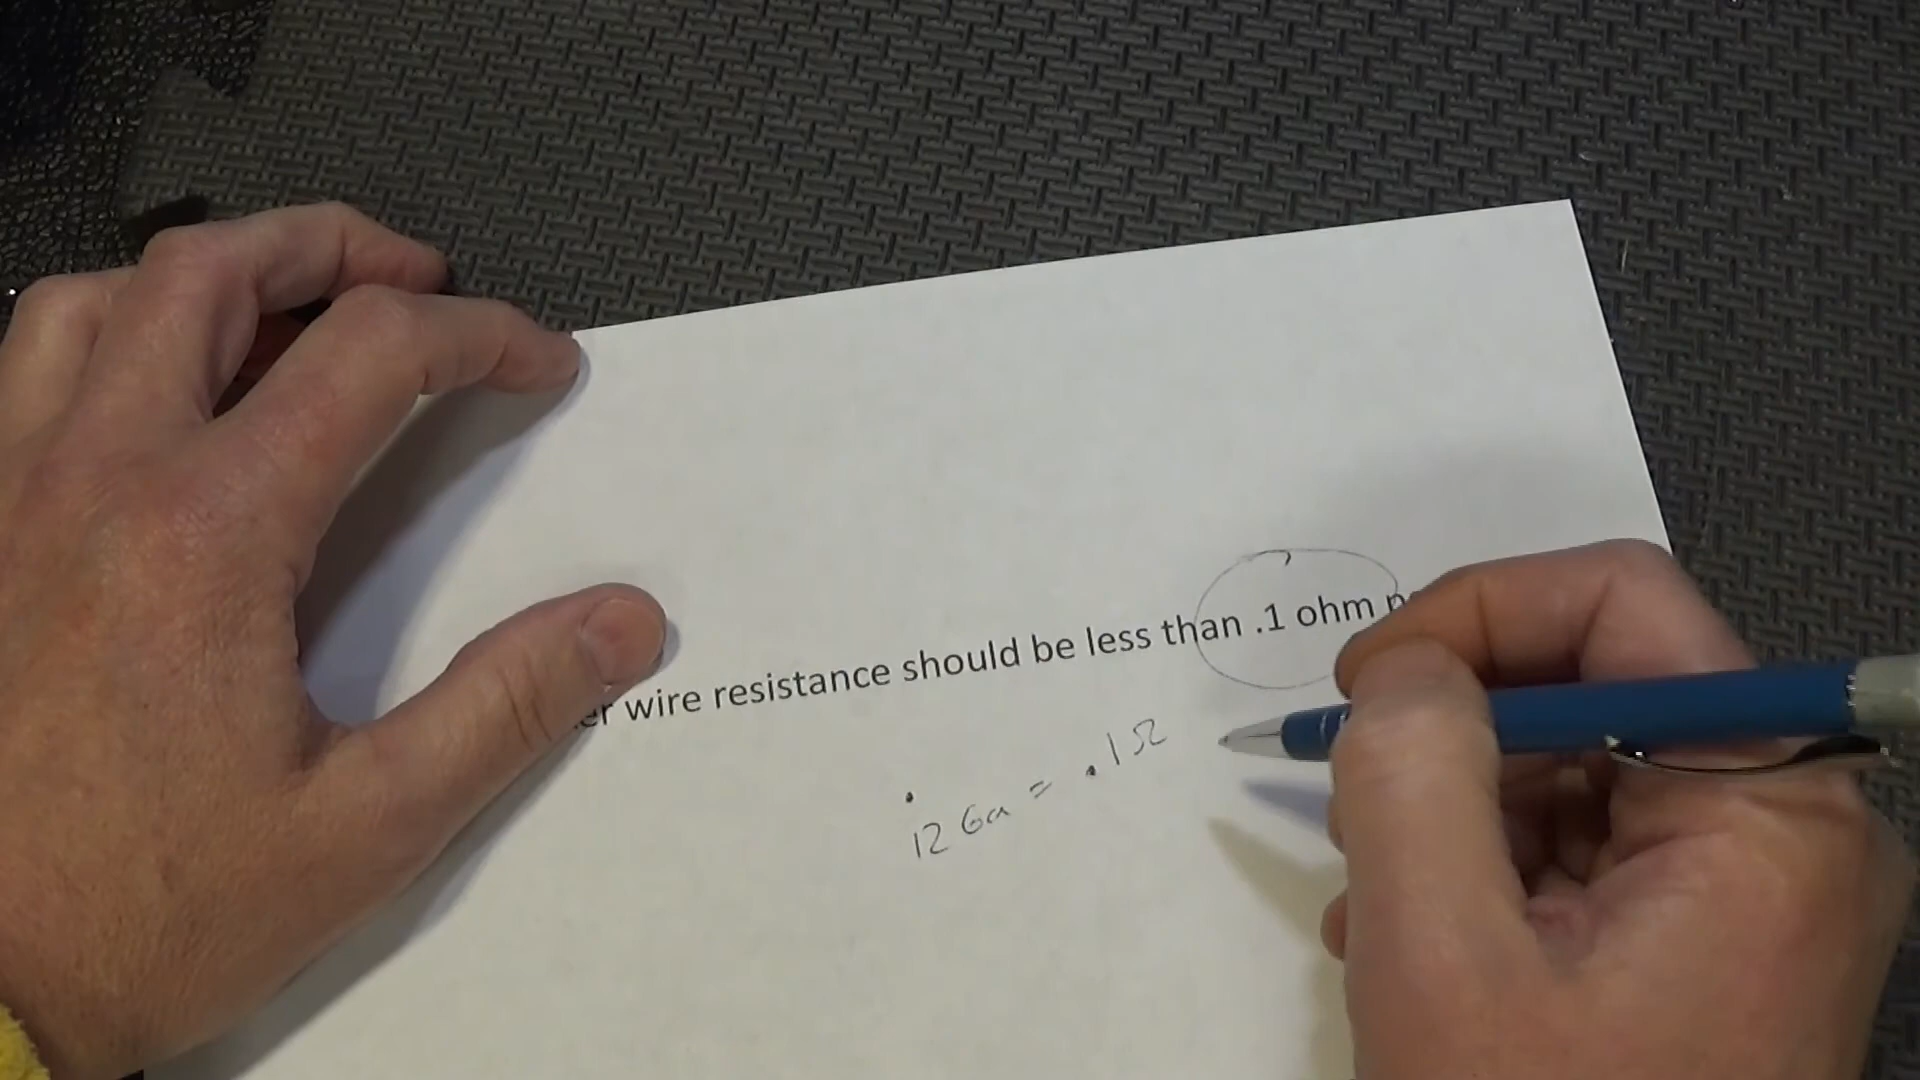 wire resistance should be less than .1 ohm
12 Ga = .1Ω